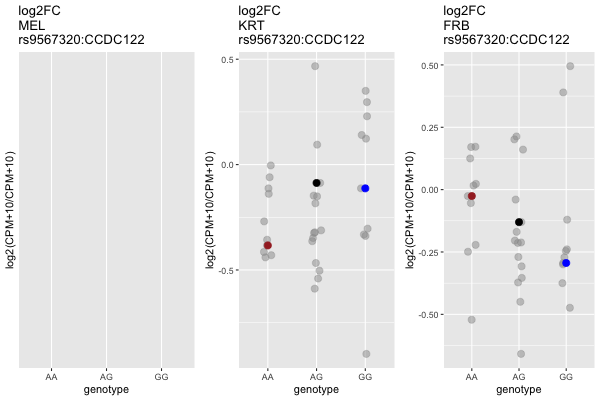 log2FC
MEL
rs9567320:CCDC122
log2(CPM+10/CPM+10)
AA AG GG
genotype
log2FC
KRT
rs9567320:CCDC122
log2(CPM+10/CPM+10)
0.5
0.0
-0.5
AA AG GG
genotype
log2FC
FRB
rs9567320:CCDC122
log2(CPM+10/CPM+10)
0.50
0.25
0.00
-0.25
-0.50
AA AG GG
genotype